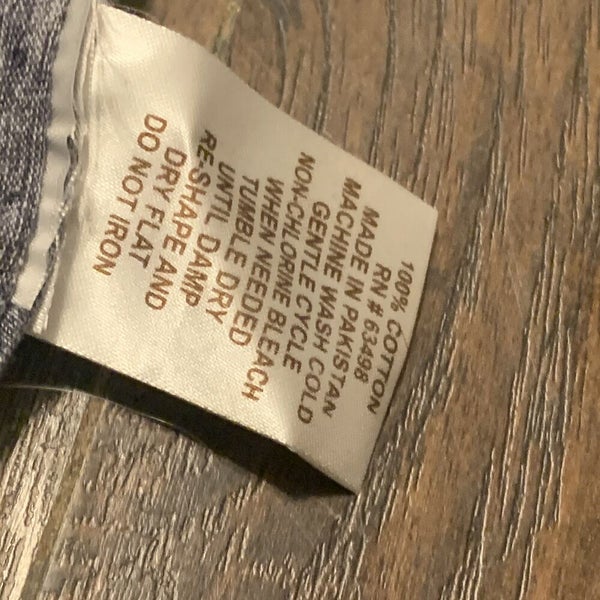 100% COTTON
RN # 63498
MADE IN PAKISTAN
MACHINE WASH COLD
GENTLE CYCLE
NON-CHLORINE BLEACH
WHEN NEEDED
TUMBLE DRY
UNTIL DAMP
RE-SHAPE AND
DRY FLAT
DO NOT IRON